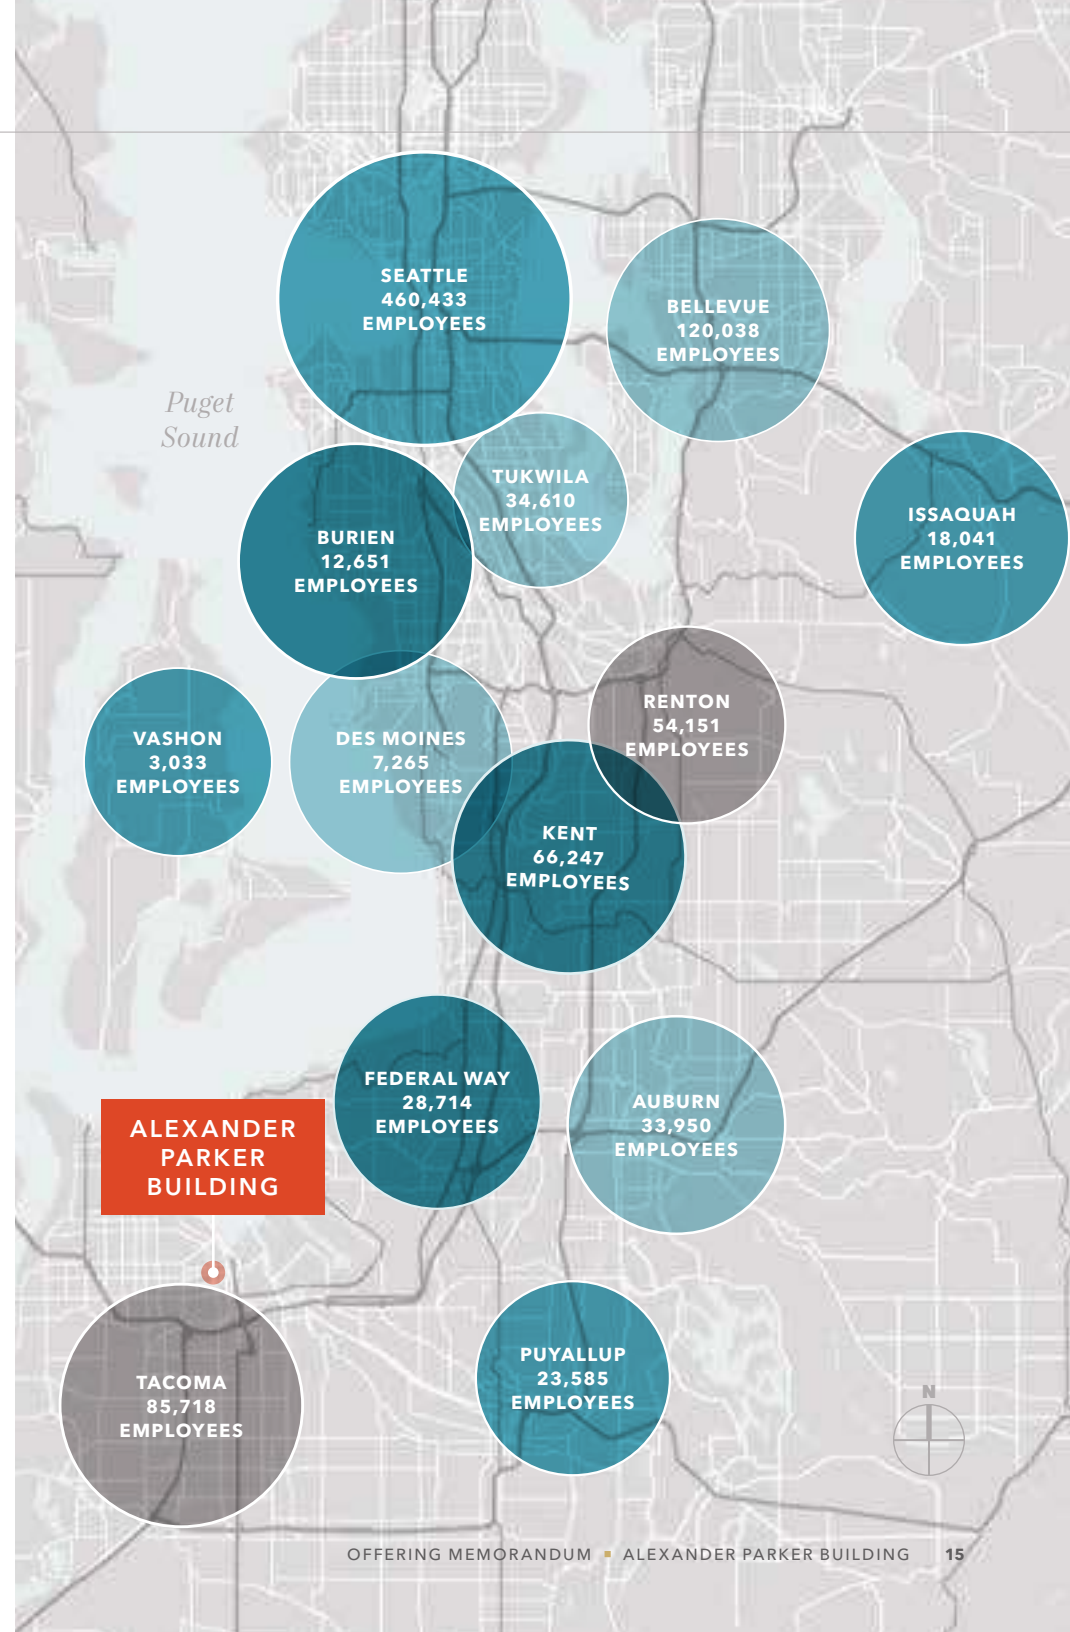 SEATTLE
460,433
EMPLOYEES
BELLEVUE
120,038
EMPLOYEES
Puget
Sound
TUKWILA
34,610
EMPLOYEES
ISSAQUAH
18,041
EMPLOYEES
BURIEN
12,651
EMPLOYEES
RENTON
54,151
EMPLOYEES
VASHON
3,033
EMPLOYEES
DES MOINES
7,265
EMPLOYEES
KENT
66,247
EMPLOYEES
FEDERAL WAY
28,714
EMPLOYEES
AUBURN
33,950
EMPLOYEES
ALEXANDER
PARKER
BUILDING
PUYALLUP
23,585
EMPLOYEES
TACOMA
85,718
EMPLOYEES
N
OFFERING MEMORANDUM ▪ ALEXANDER PARKER BUILDING 15